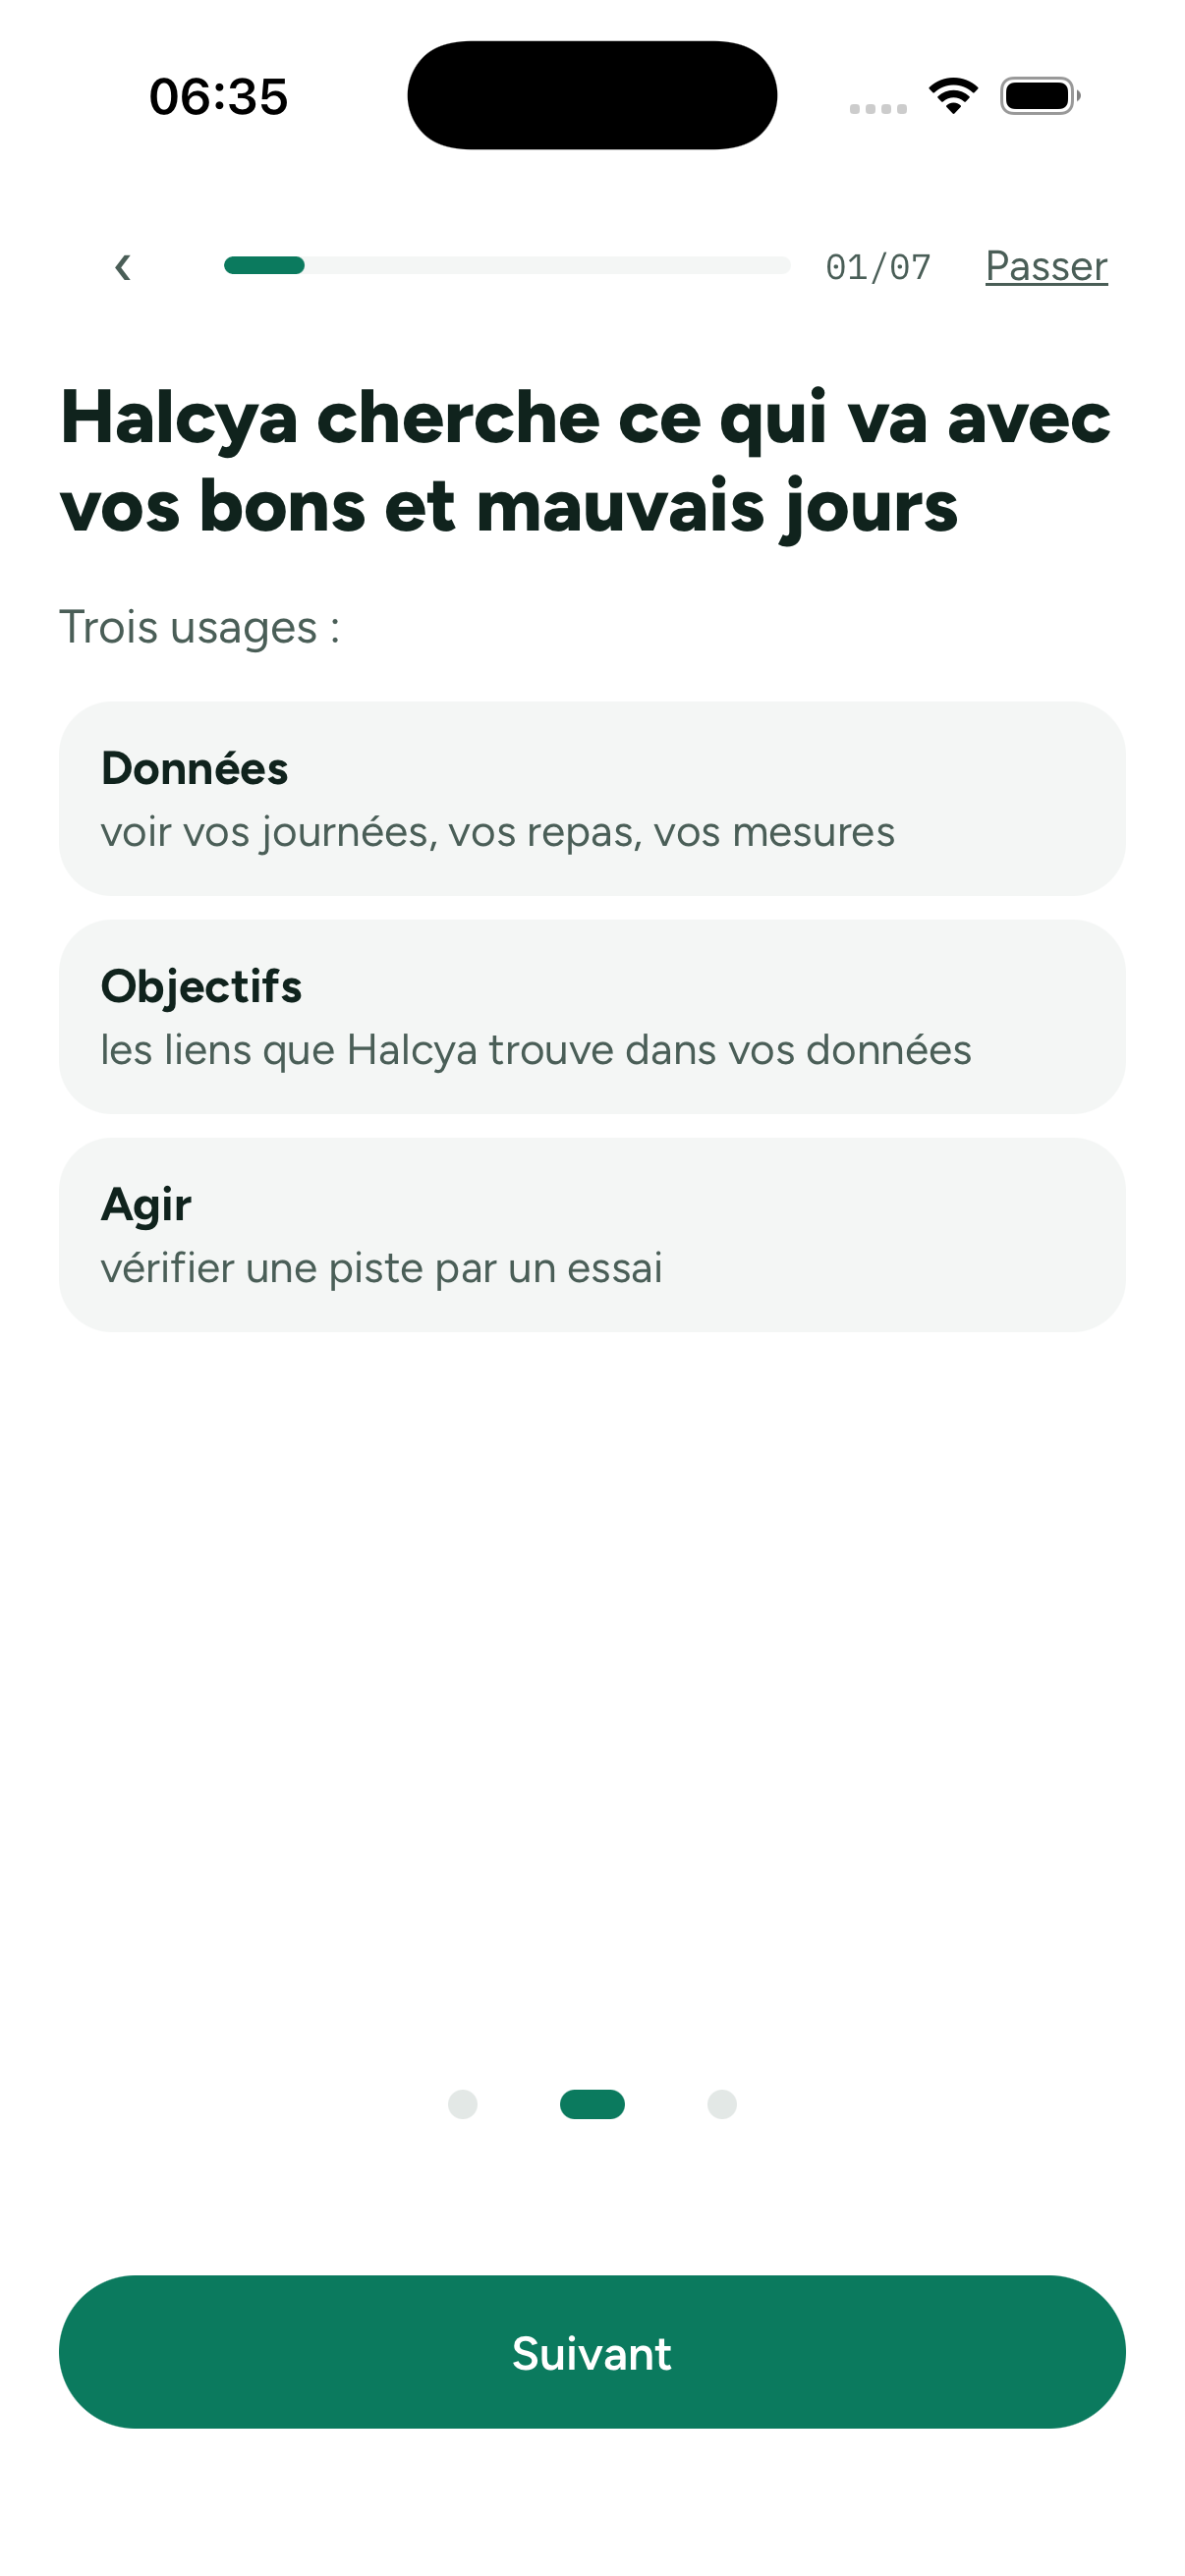 06:35
‹ 01/07 Passer
Halcya cherche ce qui va avec
vos bons et mauvais jours
Trois usages :
Données
voir vos journées, vos repas, vos mesures
Objectifs
les liens que Halcya trouve dans vos données
Agir
vérifier une piste par un essai
Suivant